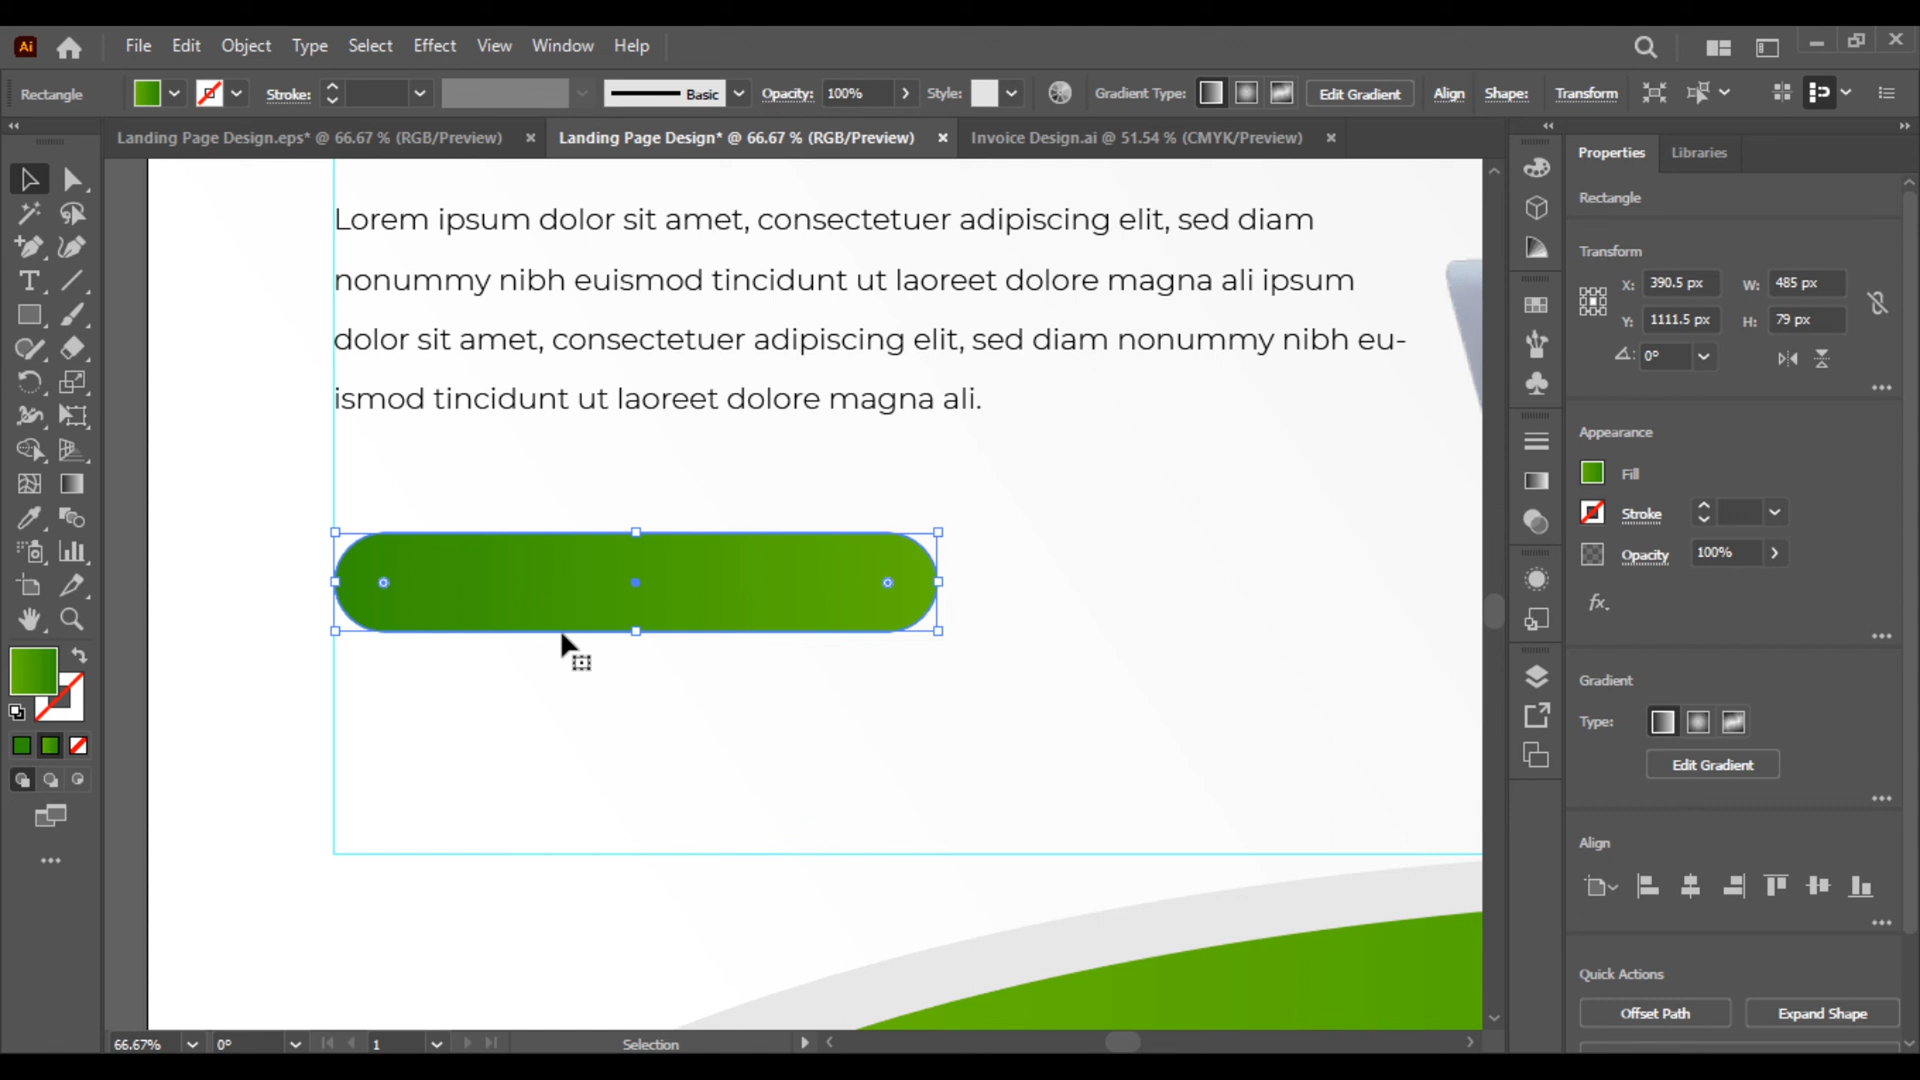 Ai File Edit Object Type Select Effect View Window Help
Rectangle Stroke: Basic Opacity: 100% Style: Gradient Type: Edit Gradient Align Shape: Transform
Landing Page Design.eps* @ 66.67 % (RGB/Preview) × Landing Page Design* @ 66.67 % (RGB/Preview) × Invoice Design.ai @ 51.54 % (CMYK/Preview) ×
Properties Libraries
Rectangle
Transform
X: 390.5 px W: 485 px
Y: 1111.5 px H: 79 px
0°
Appearance
Fill
Stroke
Opacity 100%
fx.
Gradient
Type:
Edit Gradient
Align
Quick Actions
Offset Path Expand Shape
Lorem ipsum dolor sit amet, consectetuer adipiscing elit, sed diam
nonummy nibh euismod tincidunt ut laoreet dolore magna ali ipsum
dolor sit amet, consectetuer adipiscing elit, sed diam nonummy nibh eu-
ismod tincidunt ut laoreet dolore magna ali.
66.67% 0° 1 Selection